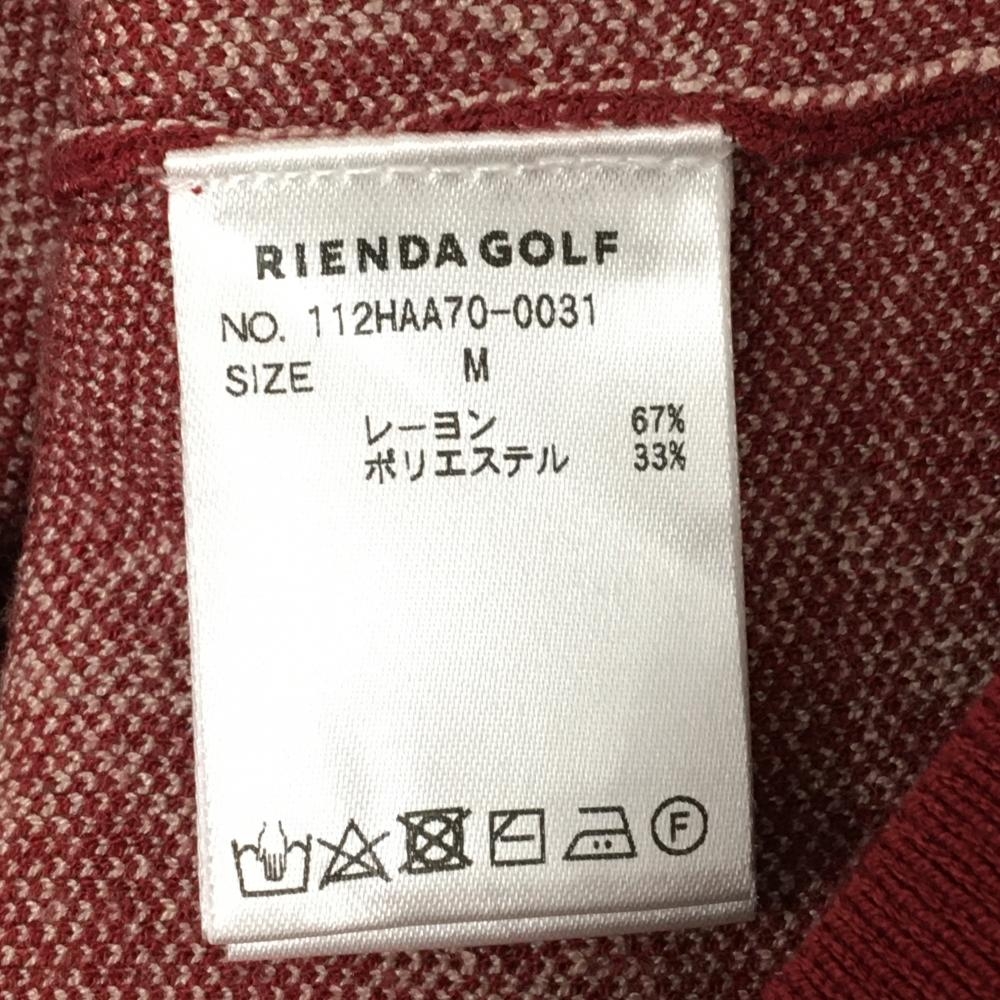 RIENDA GOLF
NO. 112HAA70-0031
SIZE M
レーヨン 67%
ポリエステル 33%
F